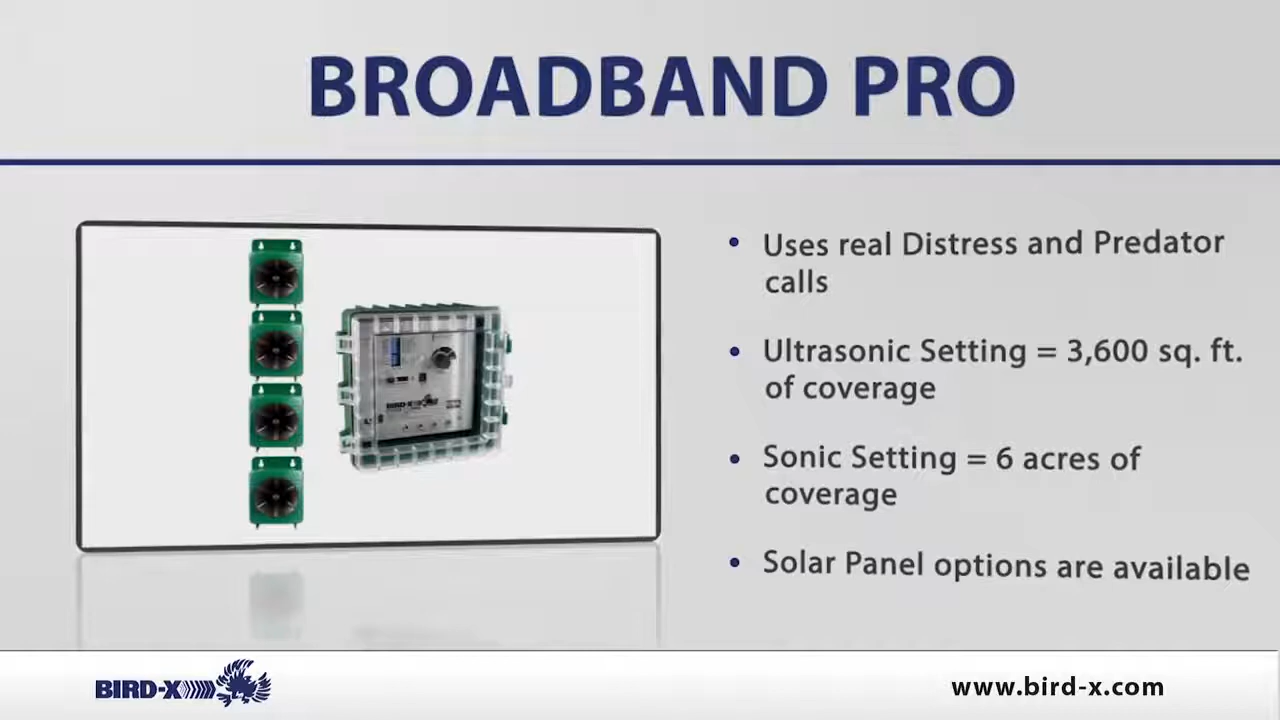 BROADBAND PRO
• Uses real Distress and Predator
calls
• Ultrasonic Setting = 3,600 sq. ft.
of coverage
• Sonic Setting = 6 acres of
coverage
• Solar Panel options are available
BIRD-X
BIRD-X
www.bird-x.com